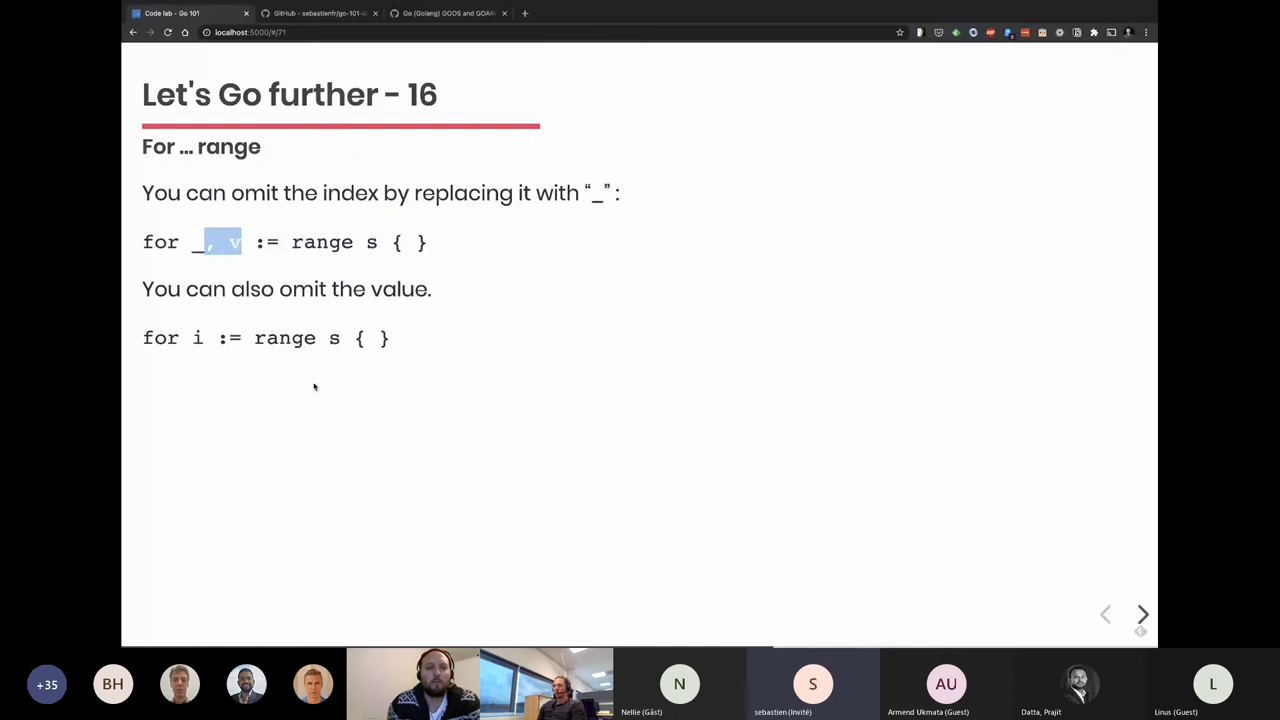 Code lab - Go 101
GitHub - sebastienfr/go-101-
Go (Golang) GOOS and GOAR
localhost:5000/#/71
Let's Go further - 16
For ... range
You can omit the index by replacing it with “_” :
for _, v := range s { }
You can also omit the value.
for i := range s { }
+35
BH
N
S
AU
L
Nellie (Gäst)
sebastien (Invité)
Armend Ukmata (Guest)
Datta, Prajit
Linus (Guest)